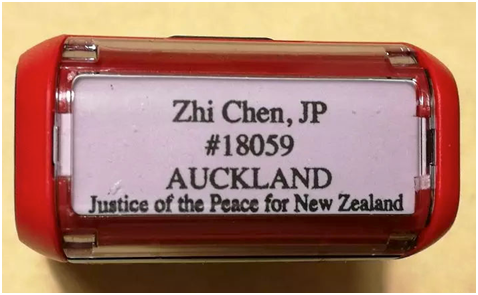 Zhi Chen, JP
#18059
AUCKLAND
Justice of the Peace for New Zealand